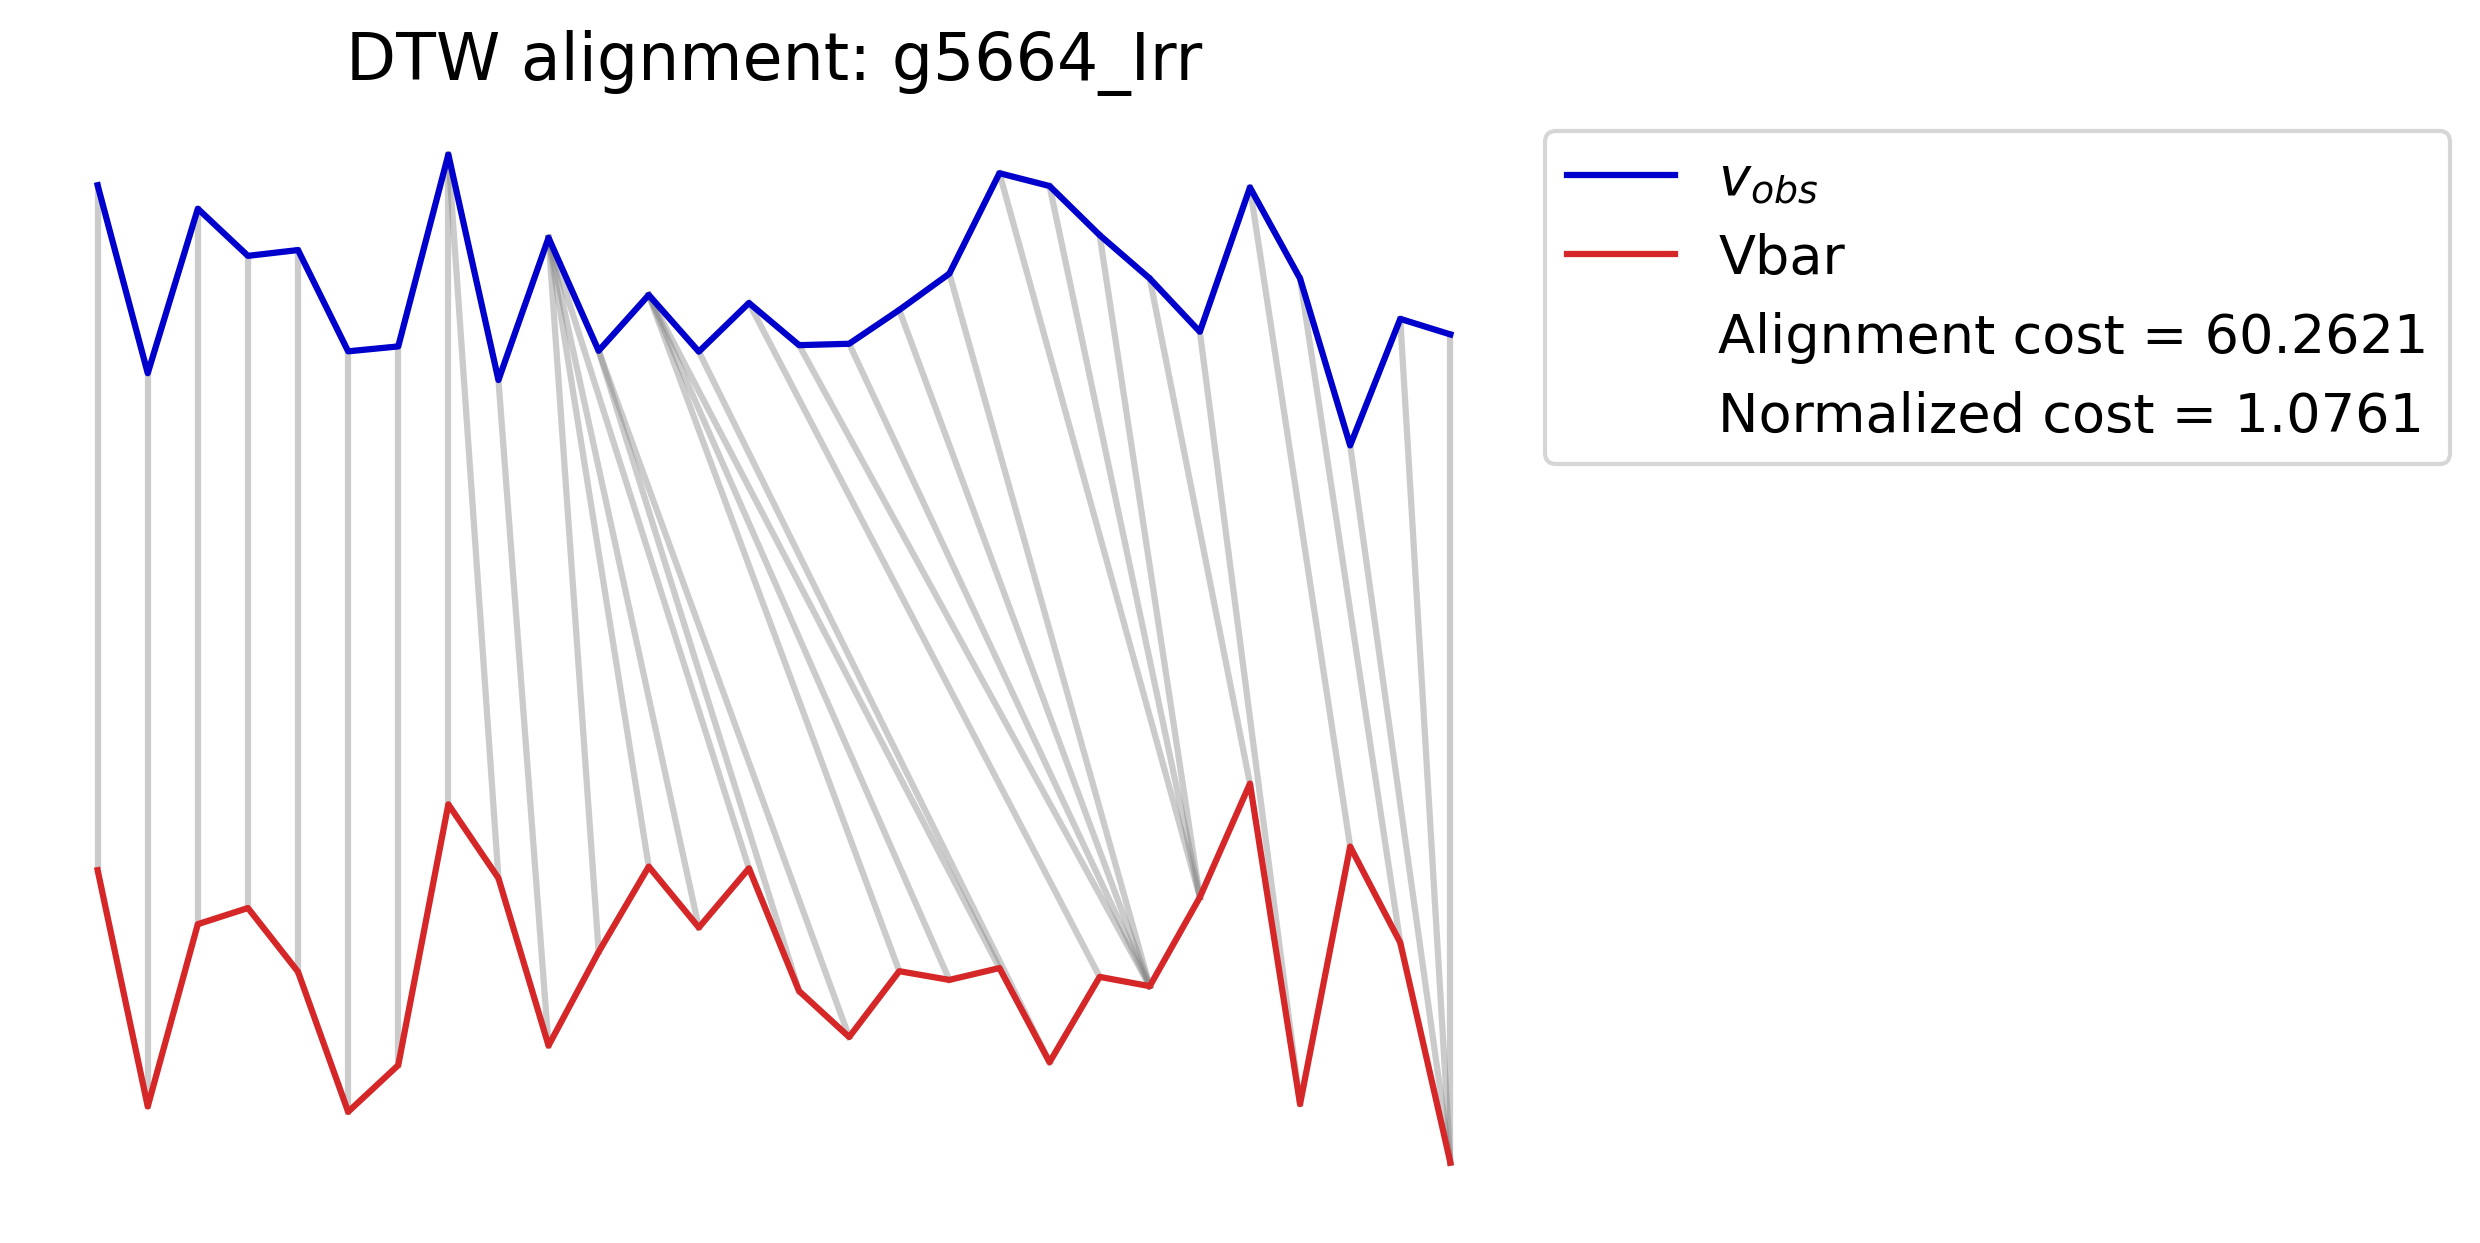 DTW alignment: g5664_Irr
v_obs
Vbar
Alignment cost = 60.2621
Normalized cost = 1.0761